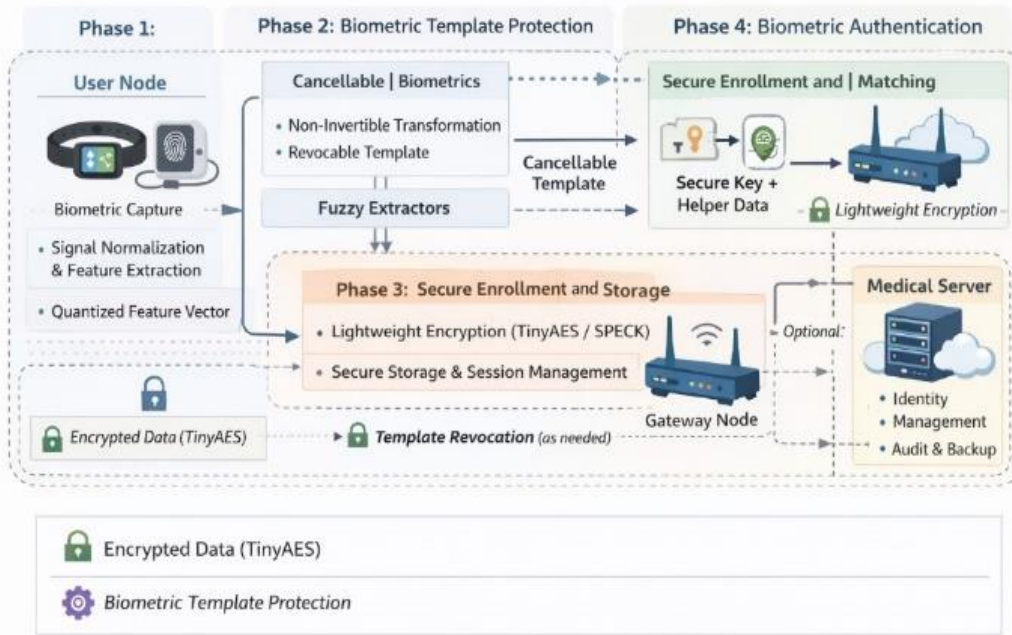 Phase 1:
Phase 2: Biometric Template Protection
Phase 4: Biometric Authentication
User Node
Biometric Capture
• Signal Normalization
& Feature Extraction
• Quantized Feature Vector
Cancellable | Biometrics
• Non-Invertible Transformation
• Revocable Template
Fuzzy Extractors
Cancellable
Template
Secure Enrollment and | Matching
T
Secure Key +
Helper Data
Lightweight Encryption
Phase 3: Secure Enrollment and Storage
• Lightweight Encryption (TinyAES / SPECK)
• Secure Storage & Session Management
Gateway Node
Optional:
Medical Server
• Identity
• Management
• Audit & Backup
Encrypted Data (TinyAES)
Template Revocation (as needed)
Encrypted Data (TinyAES)
Biometric Template Protection